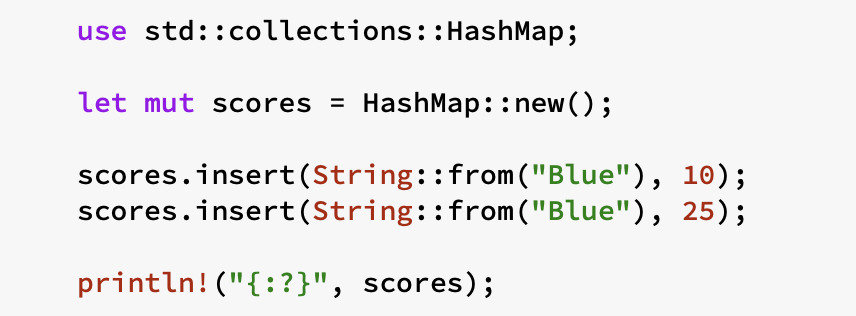 use std::collections::HashMap;
let mut scores = HashMap::new();
scores.insert(String::from("Blue"), 10);
scores.insert(String::from("Blue"), 25);
println!("{:?}", scores);